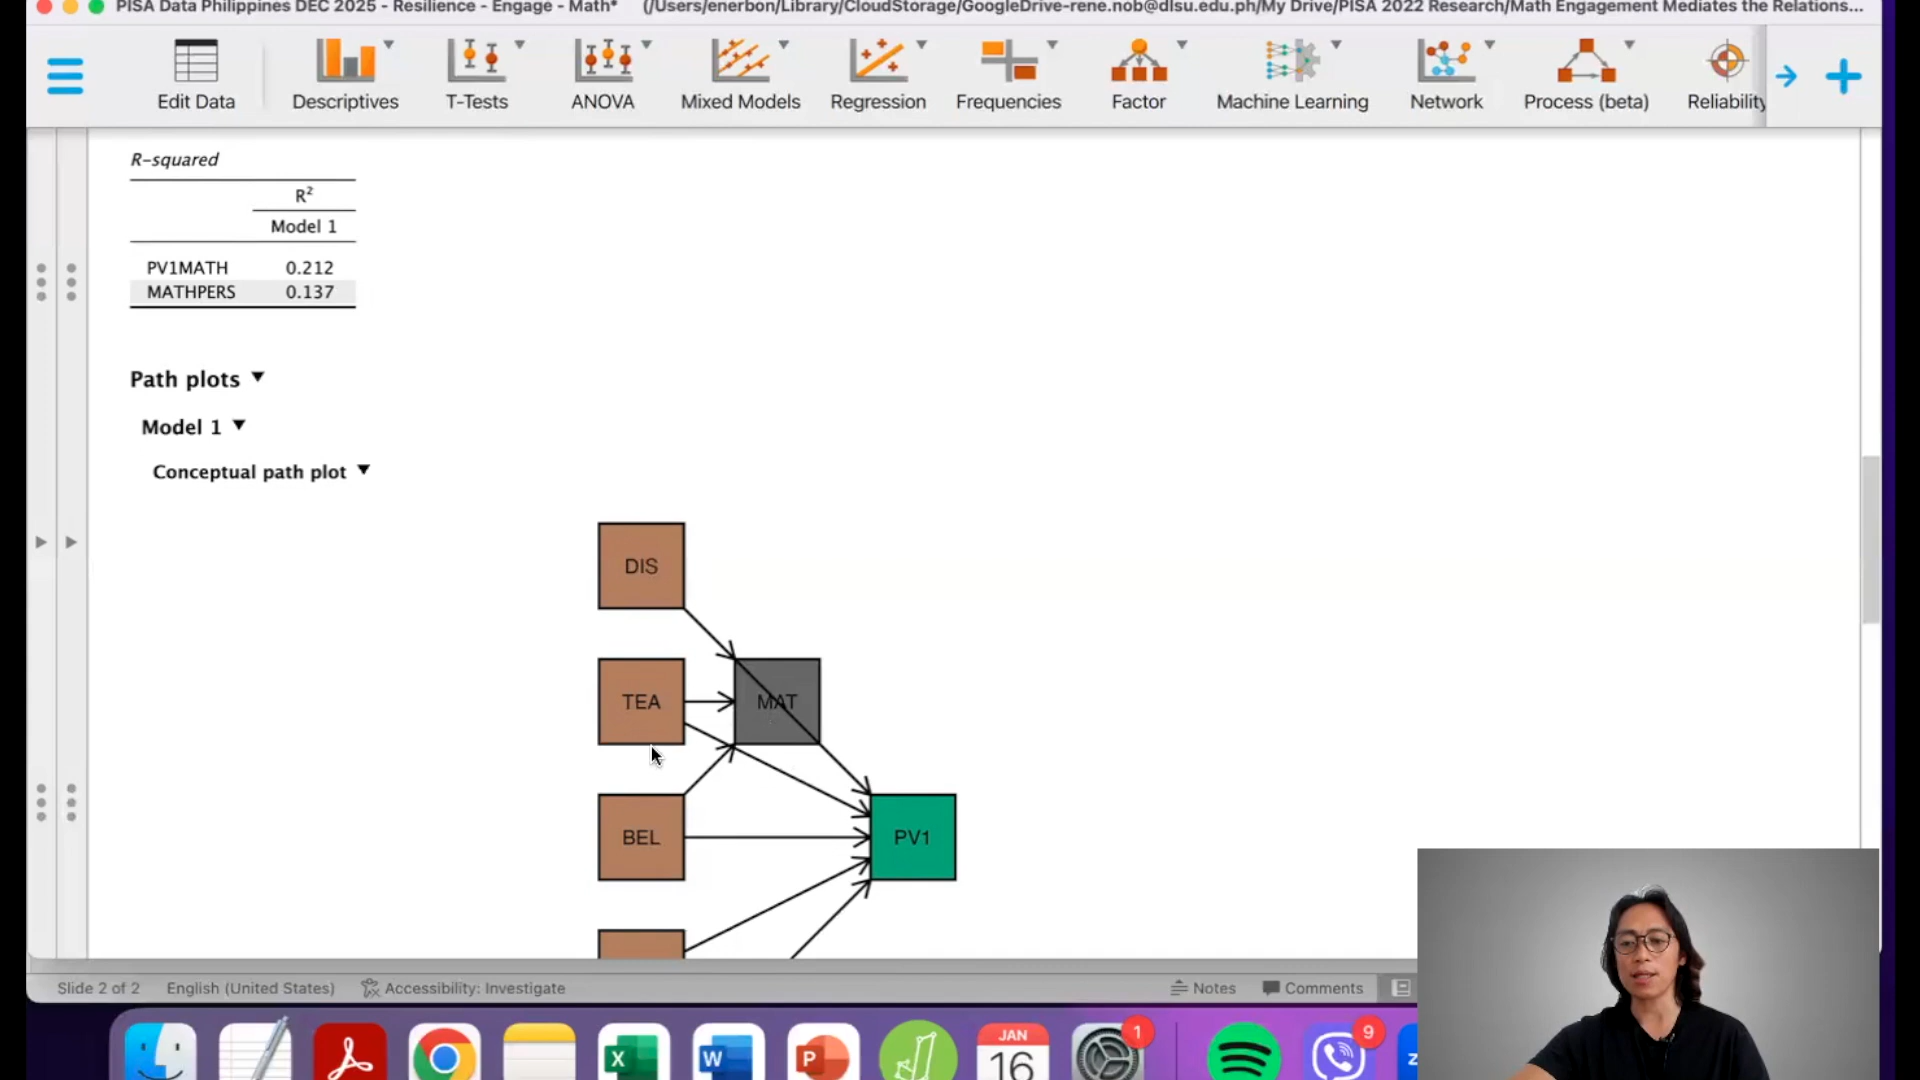 PISA Data Philippines DEC 2025 - Resilience - Engage - Math* (/Users/enerbon/Library/CloudStorage/GoogleDrive-rene.nob@dlsu.edu.ph/My Drive/PISA 2022 Research/Math Engagement Mediates the Relations...
Edit Data
Descriptives
T-Tests
ANOVA
Mixed Models
Regression
Frequencies
Factor
Machine Learning
Network
Process (beta)
Reliability
R-squared
R²
Model 1
PV1MATH 0.212
MATHPERS 0.137
Path plots
Model 1
Conceptual path plot
DIS
TEA
MAT
BEL
PV1
Slide 2 of 2
English (United States)
Accessibility: Investigate
Notes
Comments
X
W
P
JAN
16
1
9